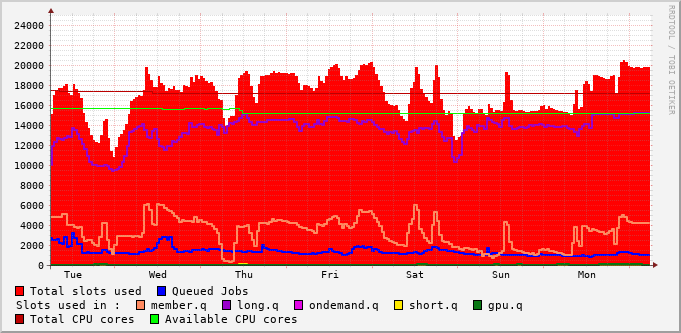 RRDTOOL / TOBI OETIKER
24000
22000
20000
18000
16000
14000
12000
10000
8000
6000
4000
2000
0
Tue Wed Thu Fri Sat Sun Mon
Total slots used Queued Jobs
Slots used in : member.q long.q ondemand.q short.q gpu.q
Total CPU cores Available CPU cores